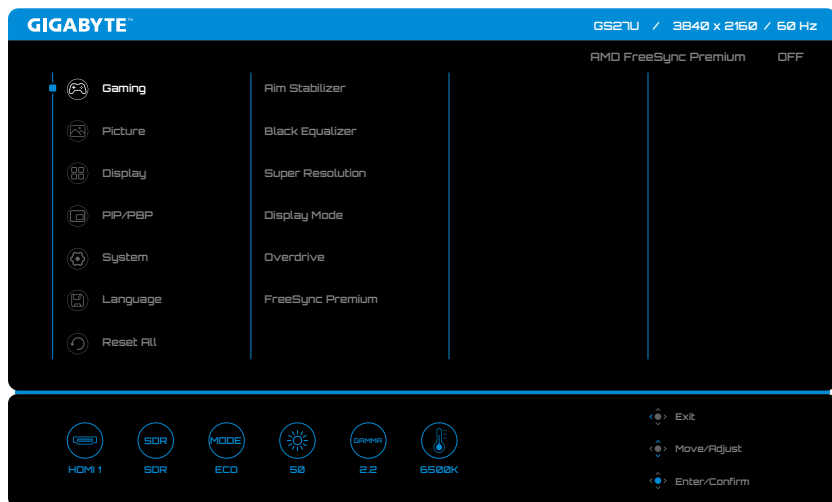 GIGABYTE™
GS27U / 3840 x 2160 / 60 Hz
AMD FreeSync Premium OFF
Gaming
Picture
Display
PIP/PBP
System
Language
Reset All
Aim Stabilizer
Black Equalizer
Super Resolution
Display Mode
Overdrive
FreeSync Premium
SDR
MODE
GAMMA
HDMI 1
SDR
ECO
50
2.2
6500K
Exit
Move/Adjust
Enter/Confirm